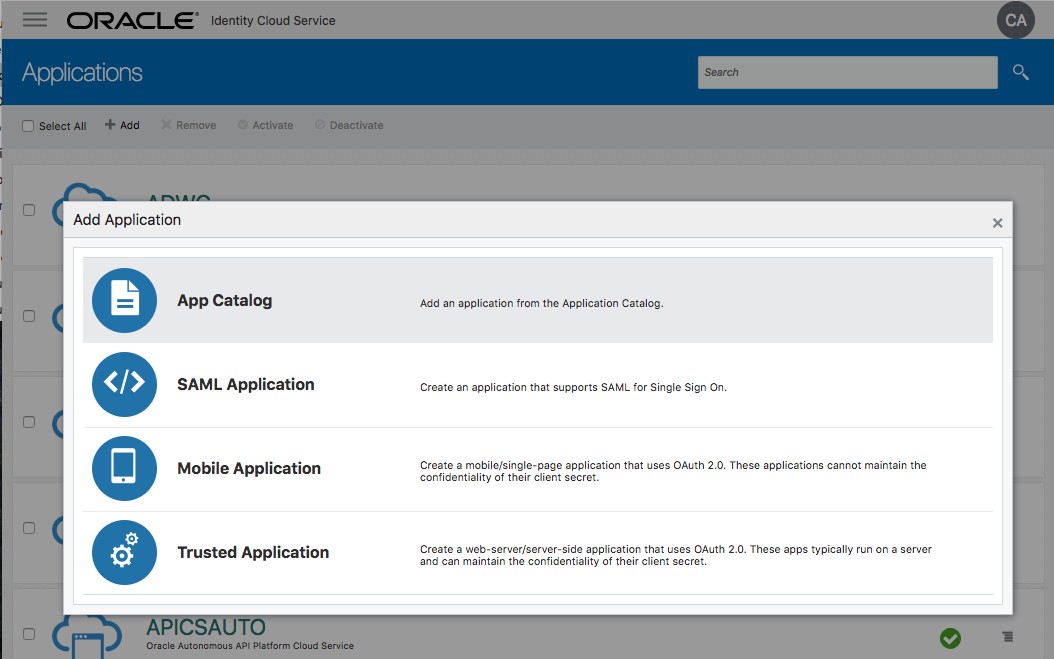 ORACLE® Identity Cloud Service
CA
Applications
Search
Select All Add Remove Activate Deactivate
Add Application
App Catalog
Add an application from the Application Catalog.
SAML Application
Create an application that supports SAML for Single Sign On.
Mobile Application
Create a mobile/single-page application that uses OAuth 2.0. These applications cannot maintain the
confidentiality of their client secret.
Trusted Application
Create a web-server/server-side application that uses OAuth 2.0. These apps typically run on a server
and can maintain the confidentiality of their client secret.
APICSAUTO
Oracle Autonomous API Platform Cloud Service